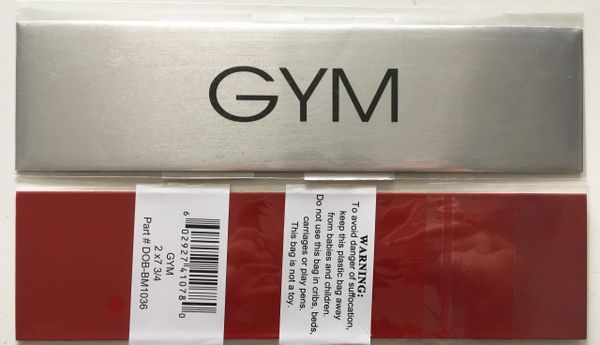 GYM
6 02927 41078 0
GYM
2 x7 3/4
Part # DOB-BM1036
WARNING:
To avoid danger of suffocation,
keep this plastic bag away
from babies and children.
Do not use this bag in cribs, beds,
carriages or play pens.
This bag is not a toy.